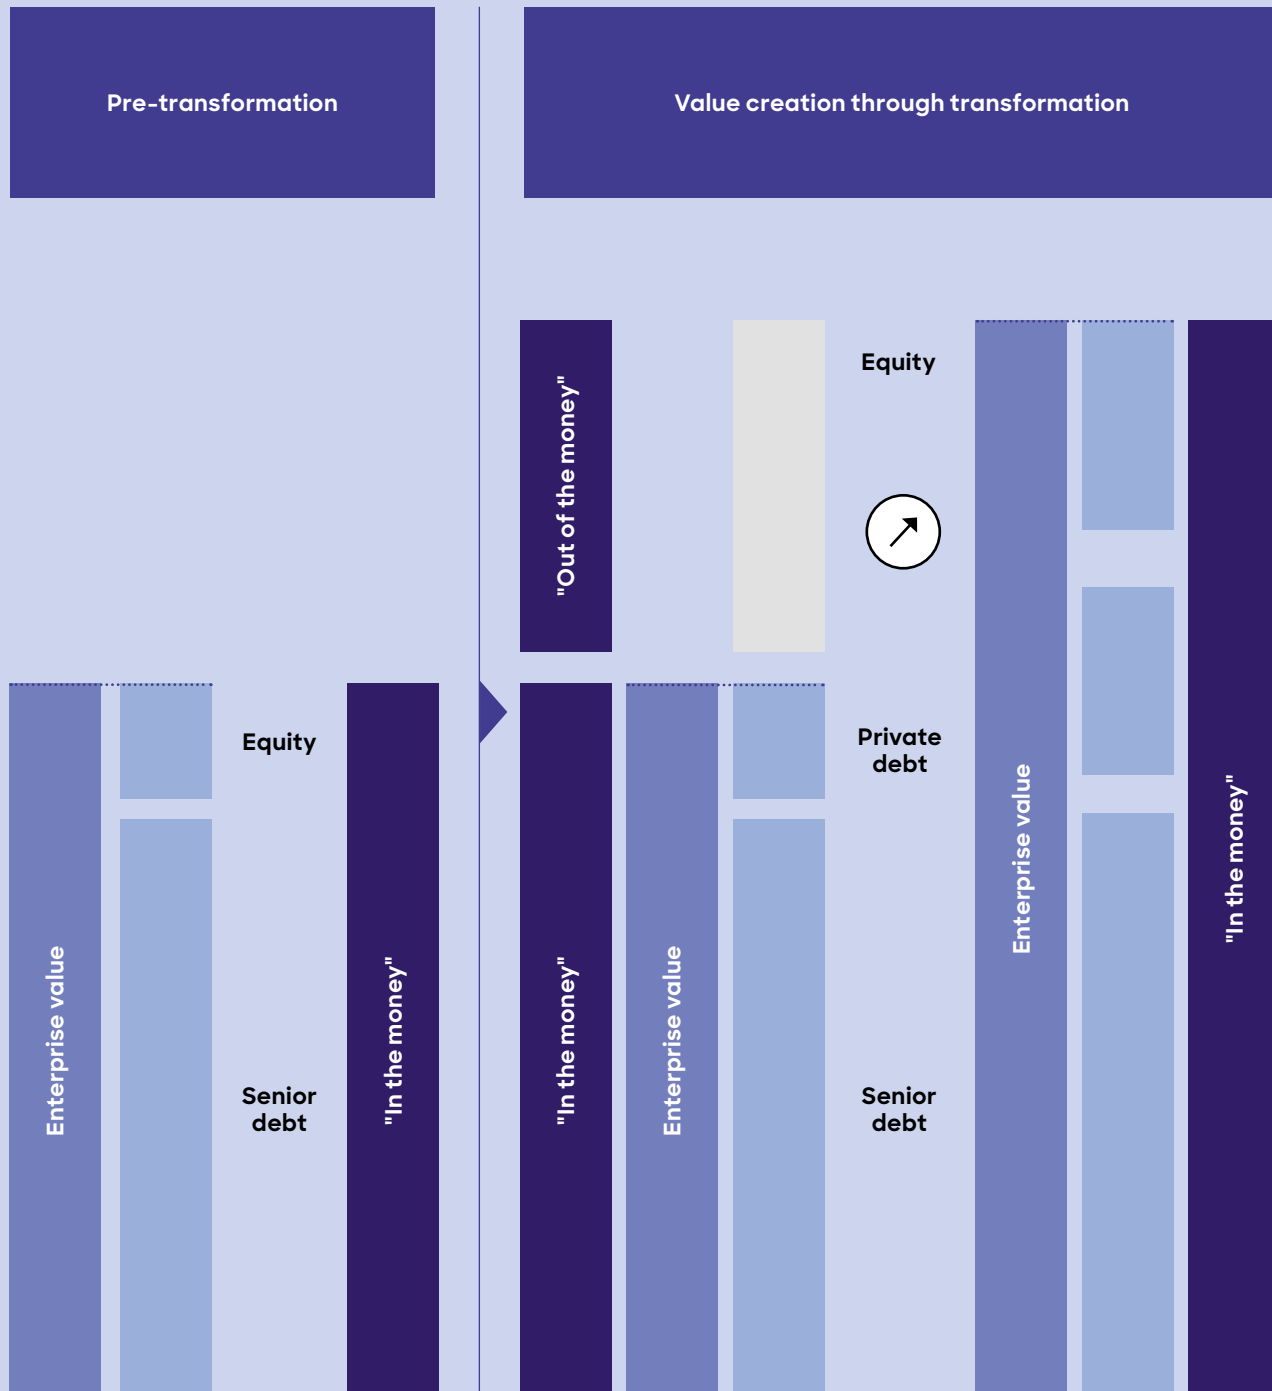 Pre-transformation
Value creation through transformation
Equity
Senior
debt
Enterprise value
"In the money"
"Out of the money"
"In the money"
Enterprise value
Equity
Private
debt
Senior
debt
Enterprise value
"In the money"